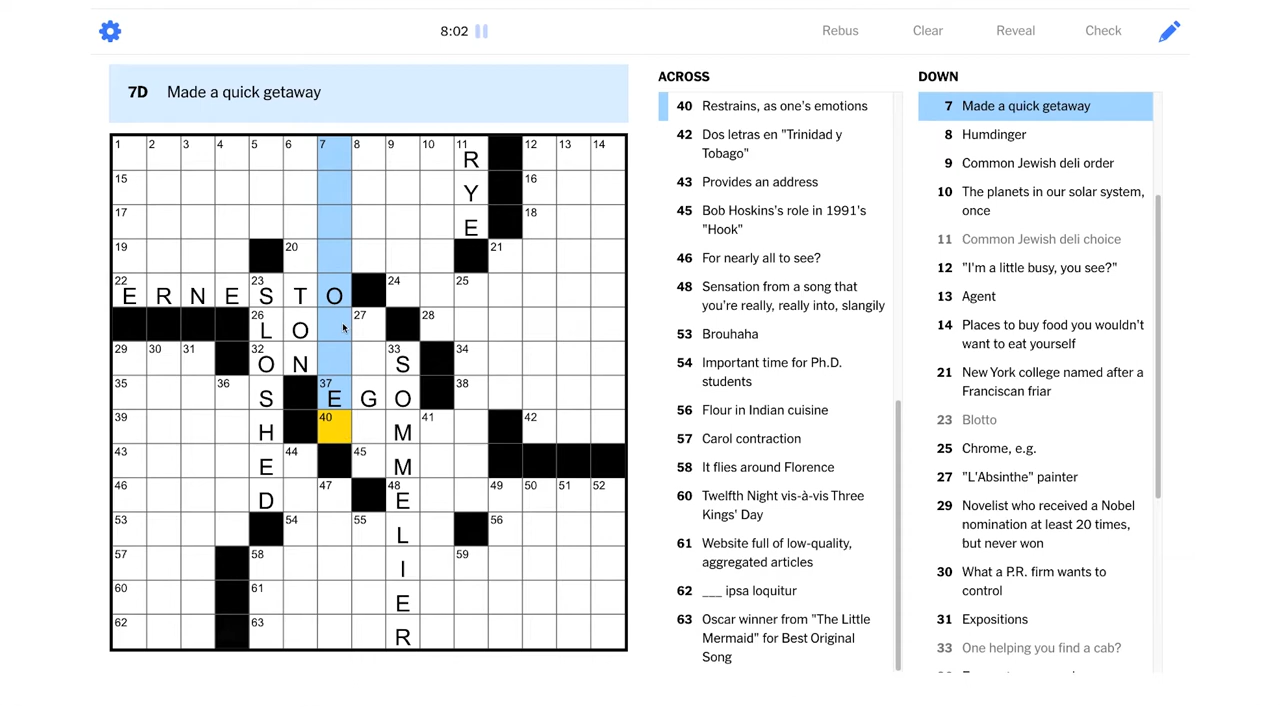 8:02
Rebus Clear Reveal Check
7D Made a quick getaway
1 2 3 4 5 6 7 8 9 10 11 R 12 13 14
15 Y 16
17 E 18
19 20 21
22 E R N E 23 S T O 24 25
26 L O 27 28
29 30 31 32 O N 33 S 34
35 36 S 37 E G O 38
39 H 40 M 41 42
43 E 44 45 M
46 D 47 48 E 49 50 51 52
53 54 55 L 56
57 58 I 59
60 61 E
62 63 R
ACROSS
40 Restrains, as one's emotions
42 Dos letras en "Trinidad y
Tobago"
43 Provides an address
45 Bob Hoskins's role in 1991's
"Hook"
46 For nearly all to see?
48 Sensation from a song that
you're really, really into, slangily
53 Brouhaha
54 Important time for Ph.D.
students
56 Flour in Indian cuisine
57 Carol contraction
58 It flies around Florence
60 Twelfth Night vis-à-vis Three
Kings' Day
61 Website full of low-quality,
aggregated articles
62 ___ ipsa loquitur
63 Oscar winner from "The Little
Mermaid" for Best Original
Song
DOWN
7 Made a quick getaway
8 Humdinger
9 Common Jewish deli order
10 The planets in our solar system,
once
11 Common Jewish deli choice
12 "I'm a little busy, you see?"
13 Agent
14 Places to buy food you wouldn't
want to eat yourself
21 New York college named after a
Franciscan friar
23 Blotto
25 Chrome, e.g.
27 "L'Absinthe" painter
29 Novelist who received a Nobel
nomination at least 20 times,
but never won
30 What a P.R. firm wants to
control
31 Expositions
33 One helping you find a cab?